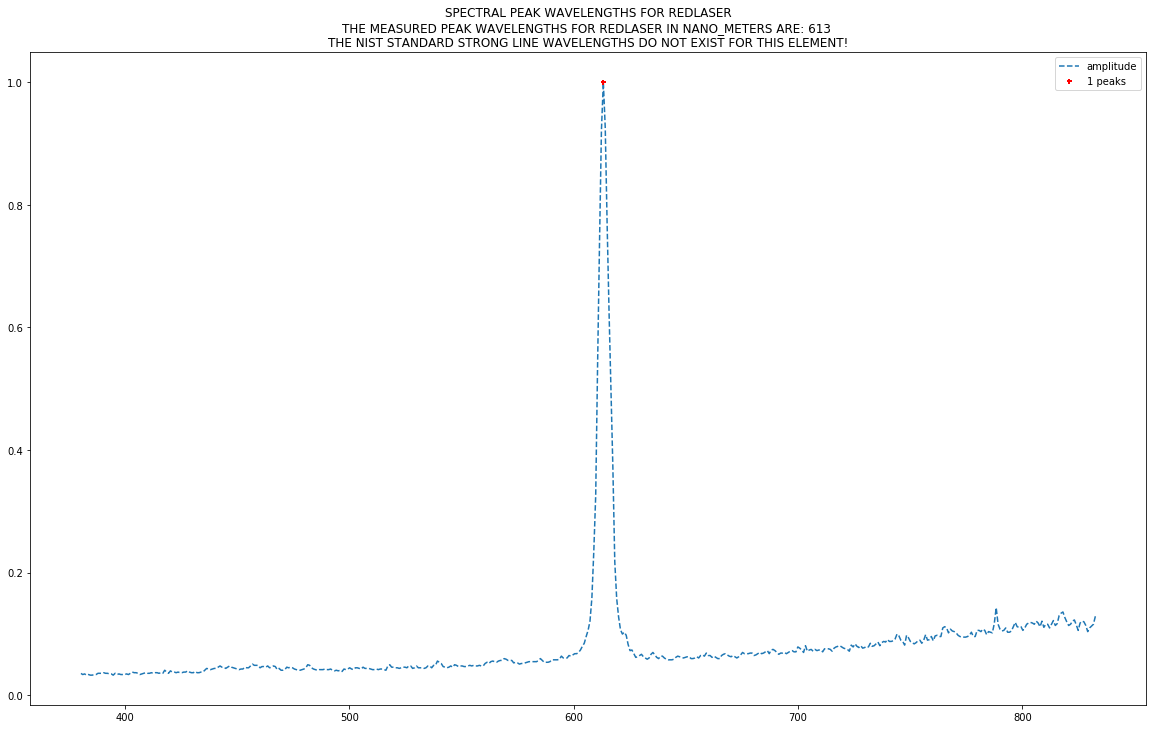 SPECTRAL PEAK WAVELENGTHS FOR REDLASER
THE MEASURED PEAK WAVELENGTHS FOR REDLASER IN NANO_METERS ARE: 613
THE NIST STANDARD STRONG LINE WAVELENGTHS DO NOT EXIST FOR THIS ELEMENT!
amplitude
1 peaks
1.0
0.8
0.6
0.4
0.2
0.0
400
500
600
700
800